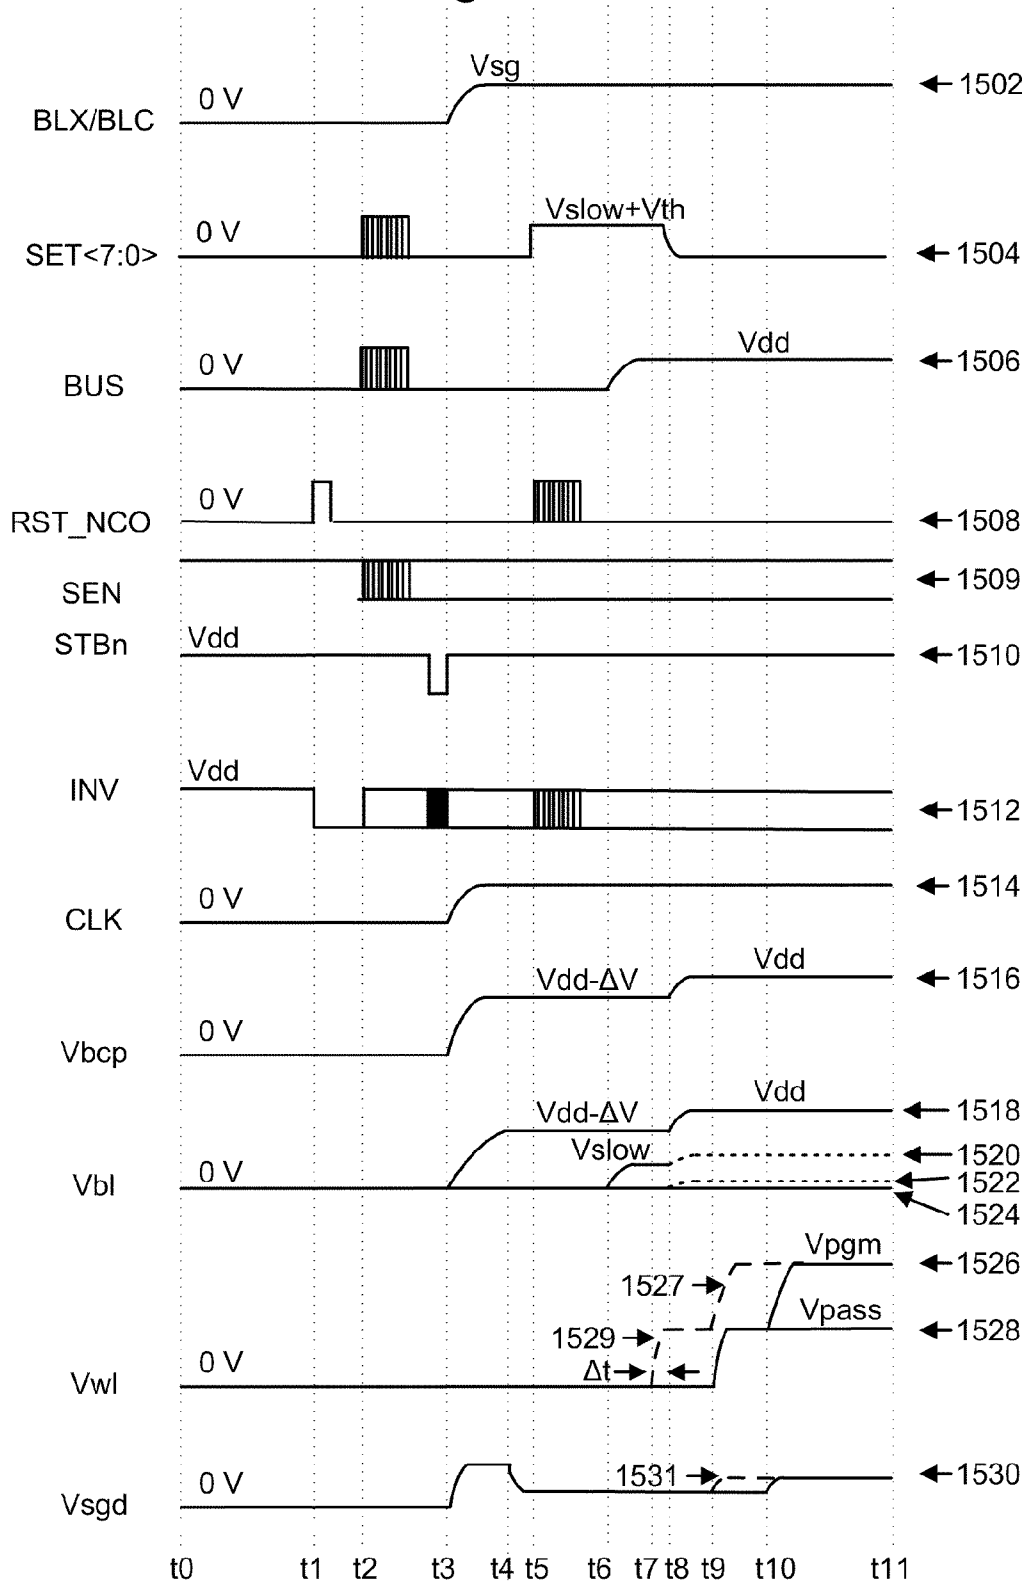 Vsg
0 V
BLX/BLC
1502
Vslow+Vth
0 V
SET<7:0>
1504
Vdd
0 V
BUS
1506
0 V
RST_NCO
1508
SEN
1509
STBn
Vdd
1510
INV
Vdd
1512
0 V
CLK
1514
Vdd
Vdd-ΔV
0 V
Vbcp
1516
Vdd
Vdd-ΔV
1518
Vslow
1520
0 V
Vbl
1522
1524
Vpgm
1526
1527
Vpass
1528
1529
Δt
0 V
Vwl
1531
1530
0 V
Vsgd
t0 t1 t2 t3 t4 t5 t6 t7 t8 t9 t10 t11